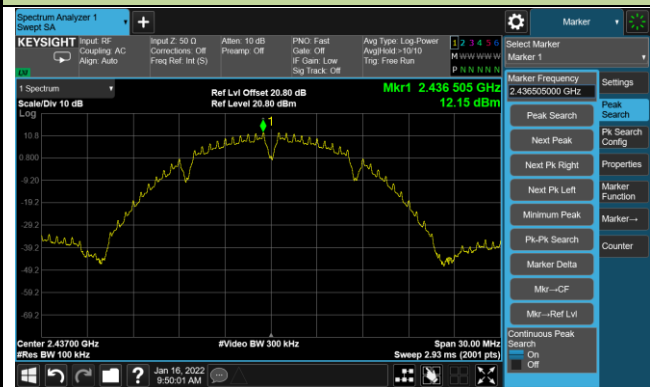 Spectrum Analyzer 1
Swept SA
+
Marker
KEYSIGHT
Input: RF
Coupling: AC
Align: Auto
Input Z: 50 Ω
Corrections: Off
Freq Ref: Int (S)
Atten: 10 dB
Preamp: Off
PNO: Fast
Gate: Off
IF Gain: Low
Sig Track: Off
Avg Type: Log-Power
Avg|Hold >10/10
Trig: Free Run
1 2 3 4 5 6
M W W W W W
P N N N N N
Select Marker
Marker 1
1 Spectrum
Scale/Div 10 dB
Log
Ref Lvl Offset 20.80 dB
Ref Level 20.80 dBm
Mkr1 2.436 505 GHz
12.15 dBm
1
10.8
0.800
-9.20
-19.2
-29.2
-39.2
-49.2
-59.2
-69.2
Center 2.43700 GHz
#Res BW 100 kHz
#Video BW 300 kHz
Span 30.00 MHz
Sweep 2.93 ms (2001 pts)
Marker Frequency
2.436505000 GHz
Peak Search
Next Peak
Next Pk Right
Next Pk Left
Minimum Peak
Pk-Pk Search
Marker Delta
Mkr→CF
Mkr→Ref Lvl
Continuous Peak
Search
On
Off
Settings
Peak
Search
Pk Search
Config
Properties
Marker
Function
Marker→
Counter
?
Jan 16, 2022
9:50:01 AM